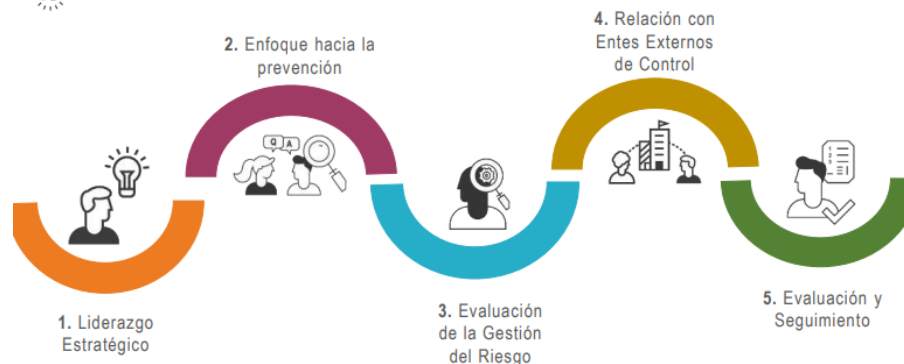 1. Liderazgo
Estratégico
2. Enfoque hacia la
prevención
Q A
3. Evaluación
de la Gestión
del Riesgo
4. Relación con
Entes Externos
de Control
5. Evaluación y
Seguimiento